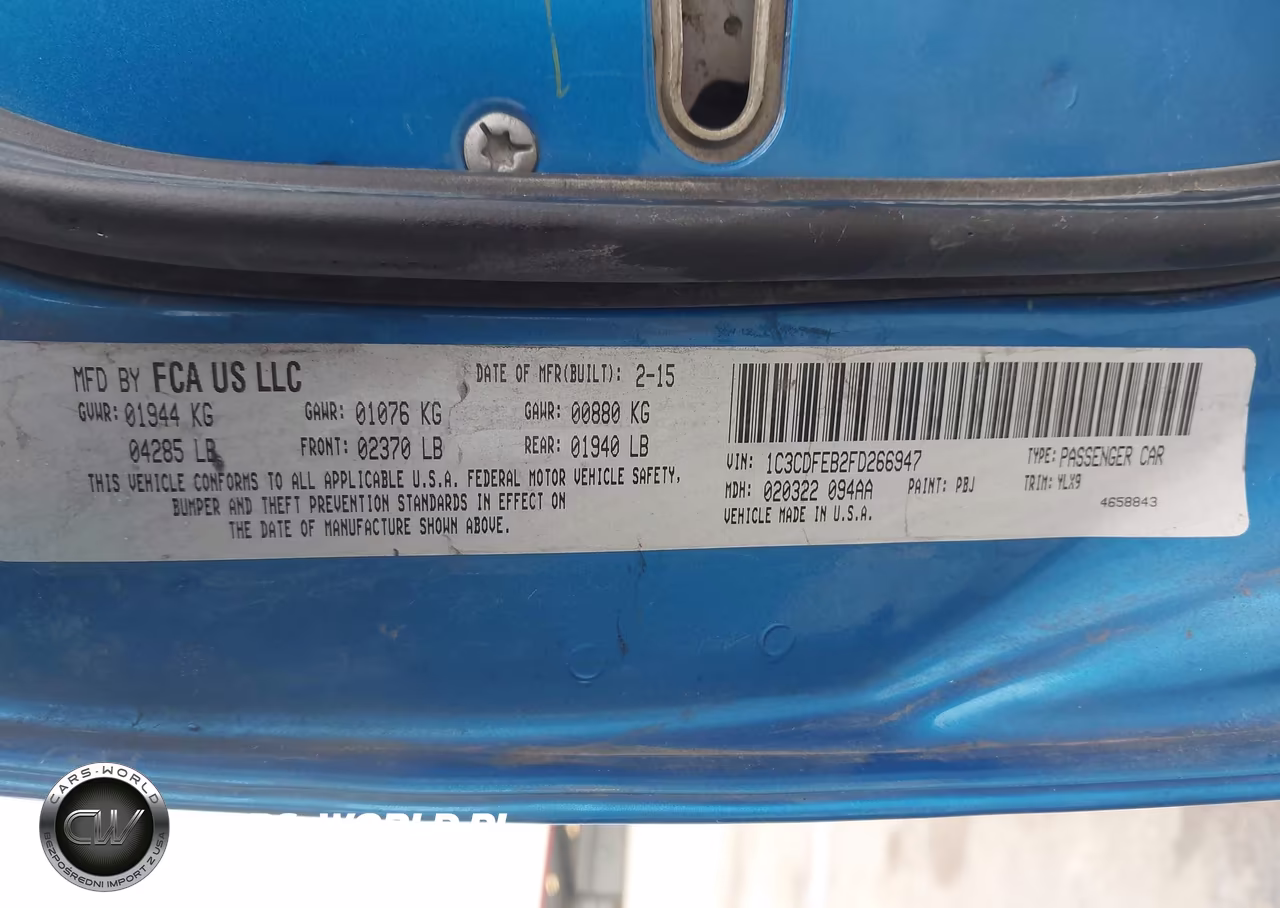 MFD BY FCA US LLC DATE OF MFR(BUILT): 2-15
GVWR: 01944 KG GAWR: 01076 KG GAWR: 00880 KG
04285 LB FRONT: 02370 LB REAR: 01940 LB
THIS VEHICLE CONFORMS TO ALL APPLICABLE U.S.A. FEDERAL MOTOR VEHICLE SAFETY,
BUMPER AND THEFT PREVENTION STANDARDS IN EFFECT ON
THE DATE OF MANUFACTURE SHOWN ABOVE.
VIN: 1C3CDFEB2FD266947 TYPE: PASSENGER CAR
MDH: 020322 094AA PAINT: PBJ TRIM: YLX9
4658843
VEHICLE MADE IN U.S.A.
CARS-WORLD
CW
BEZPOŚREDNI IMPORT Z USA